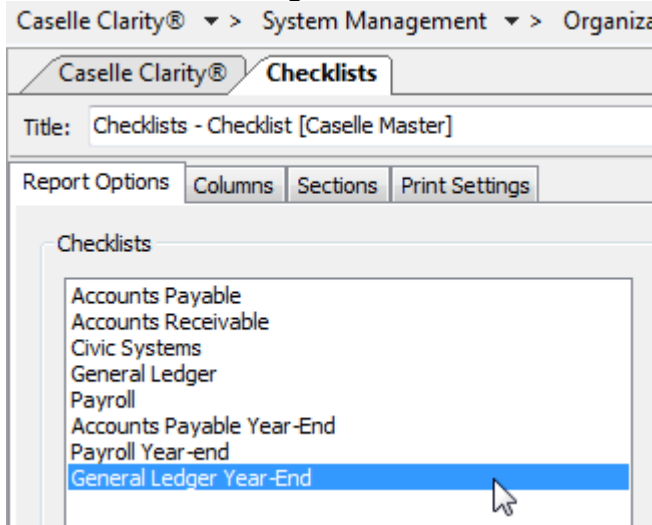 Caselle Clarity® ▼ > System Management ▼ > Organiza
Caselle Clarity® Checklists
Title: Checklists - Checklist [Caselle Master]
Report Options Columns Sections Print Settings
Checklists
Accounts Payable
Accounts Receivable
Civic Systems
General Ledger
Payroll
Accounts Payable Year-End
Payroll Year-end
General Ledger Year-End